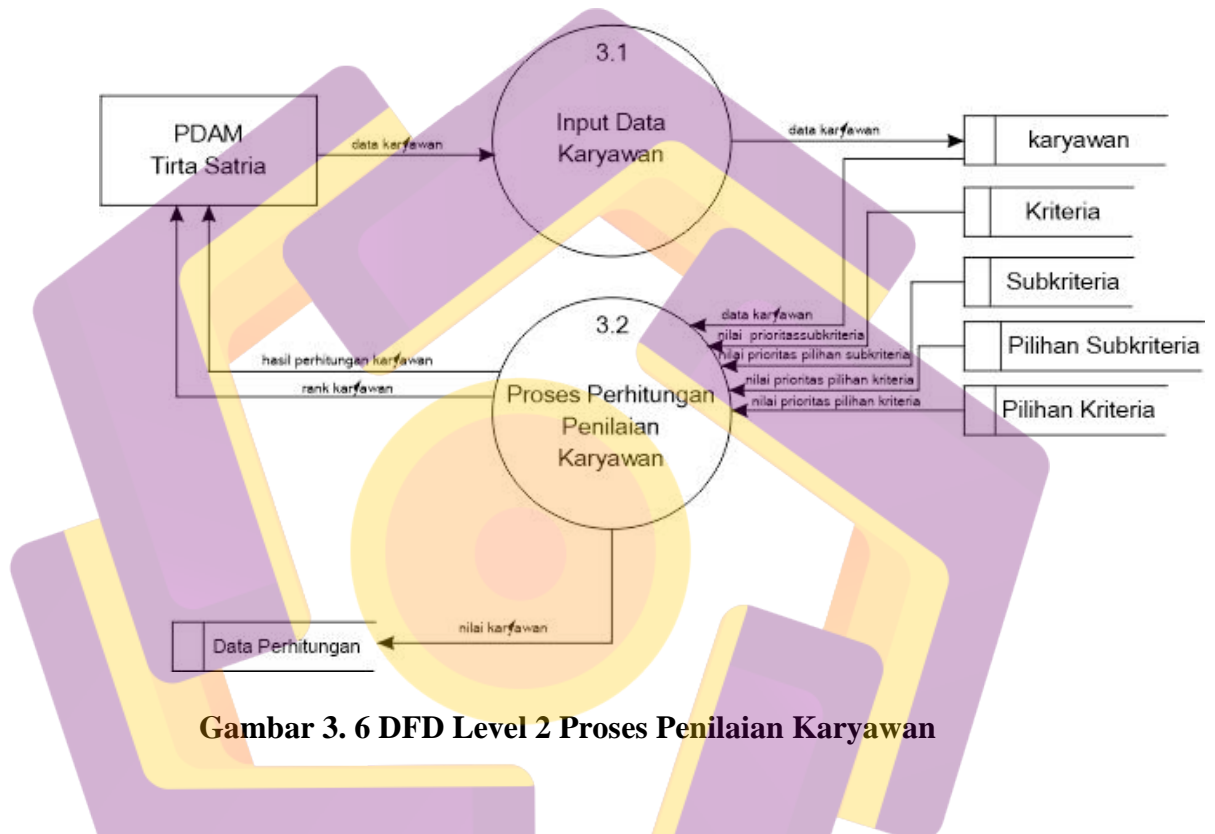 3.1
Input Data
Karyawan
PDAM
Tirta Satria
data karyawan
data karyawan
karyawan
Kriteria
Subkriteria
Pilihan Subkriteria
Pilihan Kriteria
3.2
Proses Perhitungan
Penilaian
Karyawan
data karyawan
nilai prioritassubkriteria
nilai prioritas pilihan subkriteria
nilai prioritas pilihan kriteria
nilai prioritas pilihan kriteria
hasil perhitungan karyawan
rank karyawan
nilai karyawan
Data Perhitungan
Gambar 3. 6 DFD Level 2 Proses Penilaian Karyawan